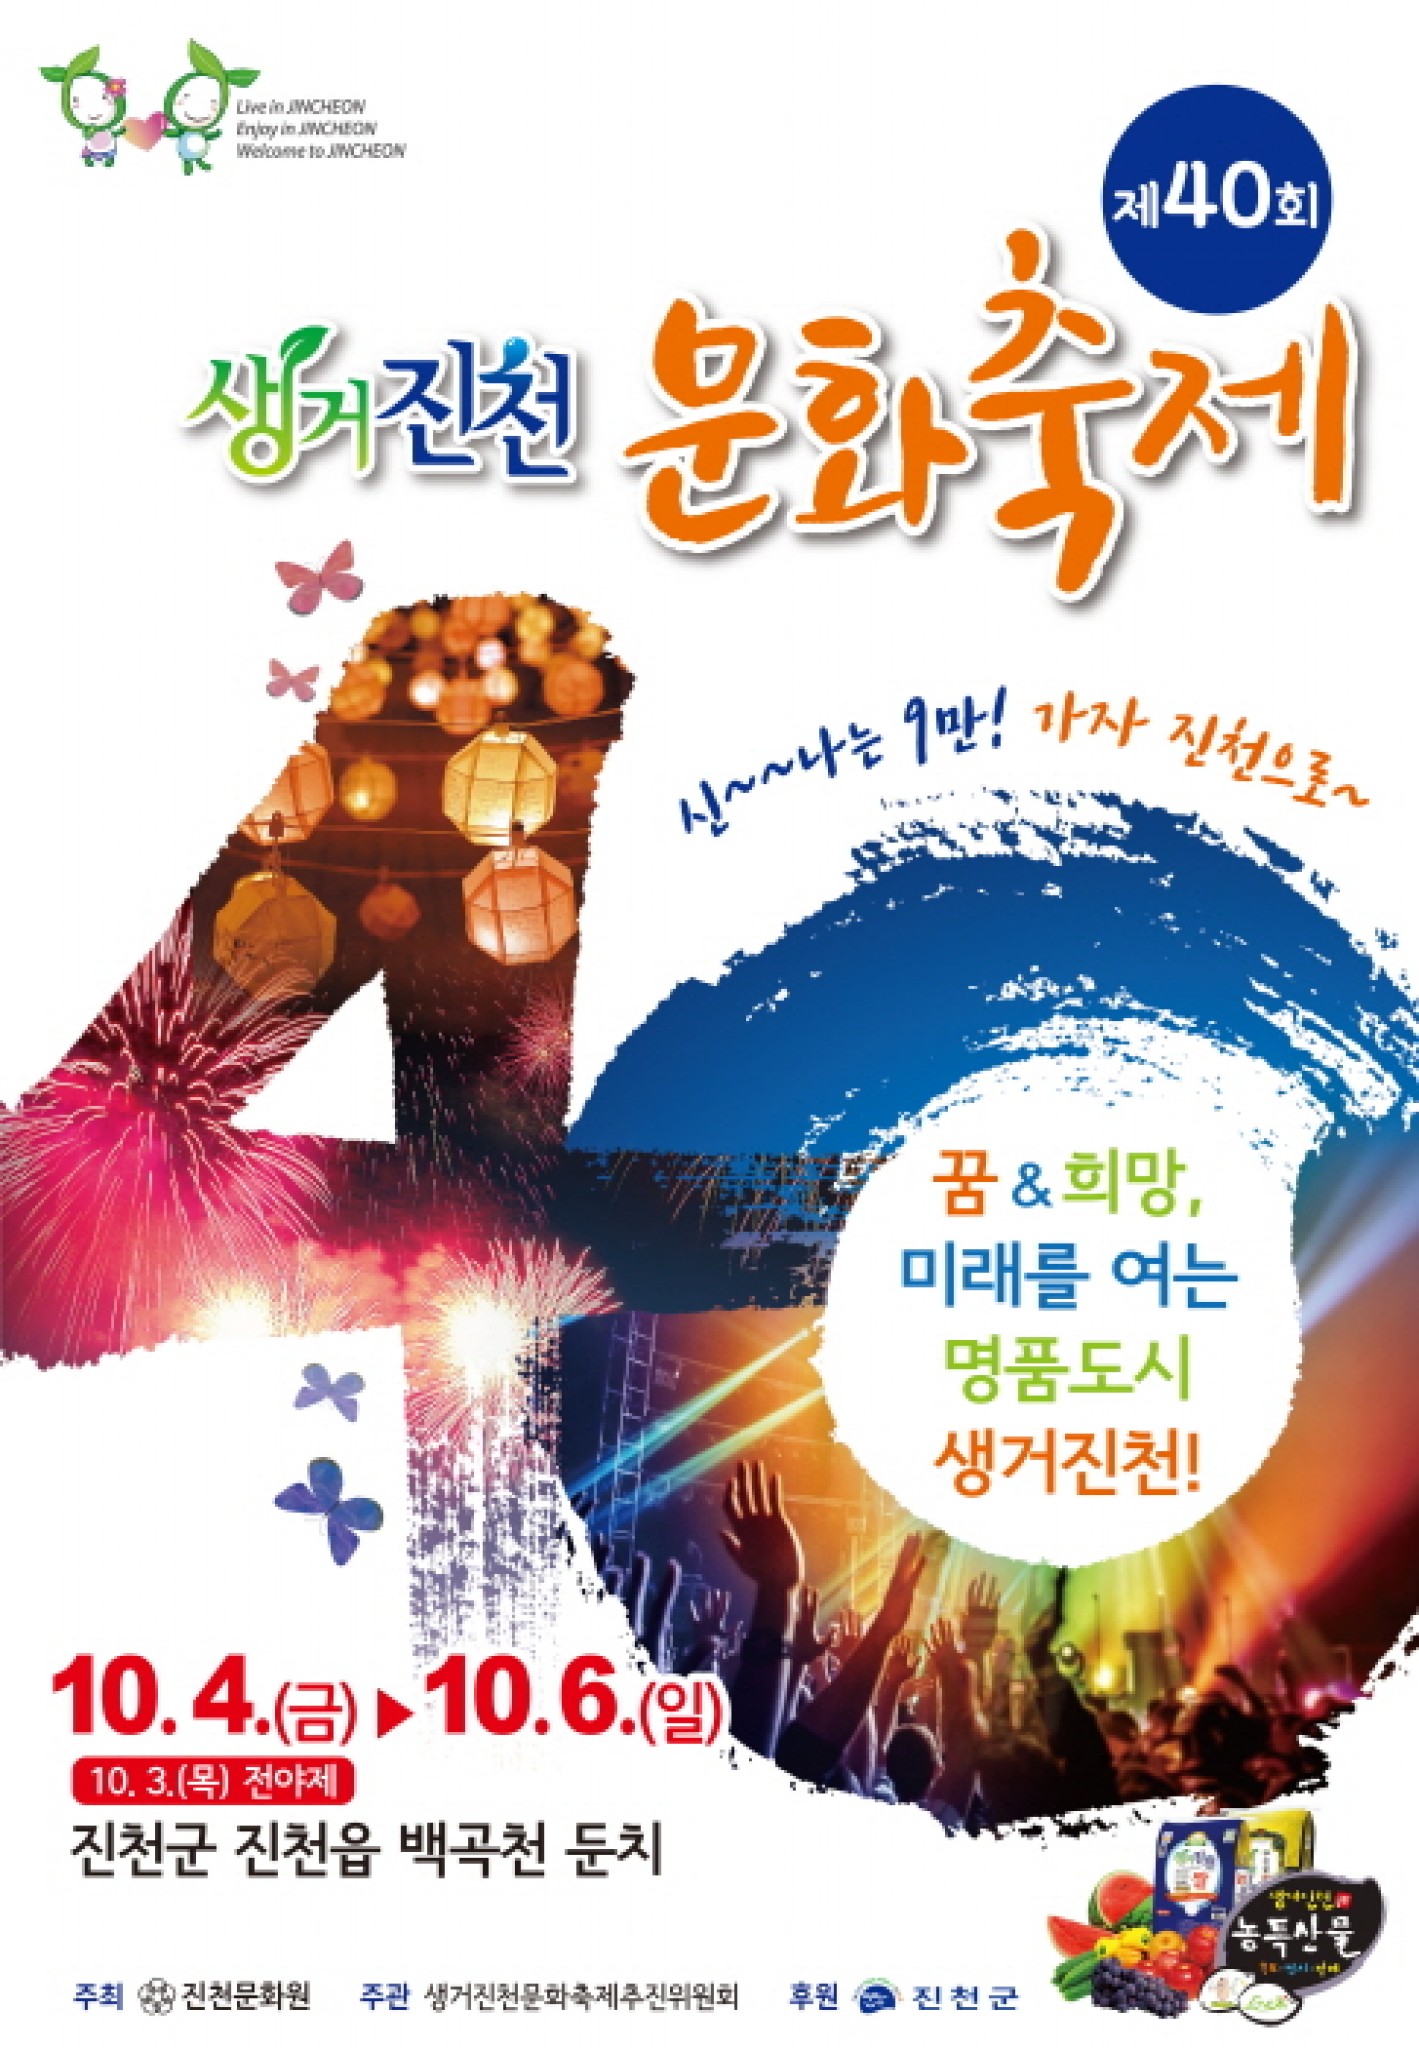 Live in JINCHEON
Enjoy in JINCHEON
Welcome to JINCHEON
제40회
생거진천 문화축제
신~~~나는 9만! 가자 진천으로~
꿈 & 희망,
미래를 여는
명품도시
생거진천!
10. 4.(금) ▶ 10. 6.(일)
10. 3.(목) 전야제
진천군 진천읍 백곡천 둔치
생거진천
농특산물
주최 진천문화원 주관 생거진천문화축제추진위원회 후원 진천군